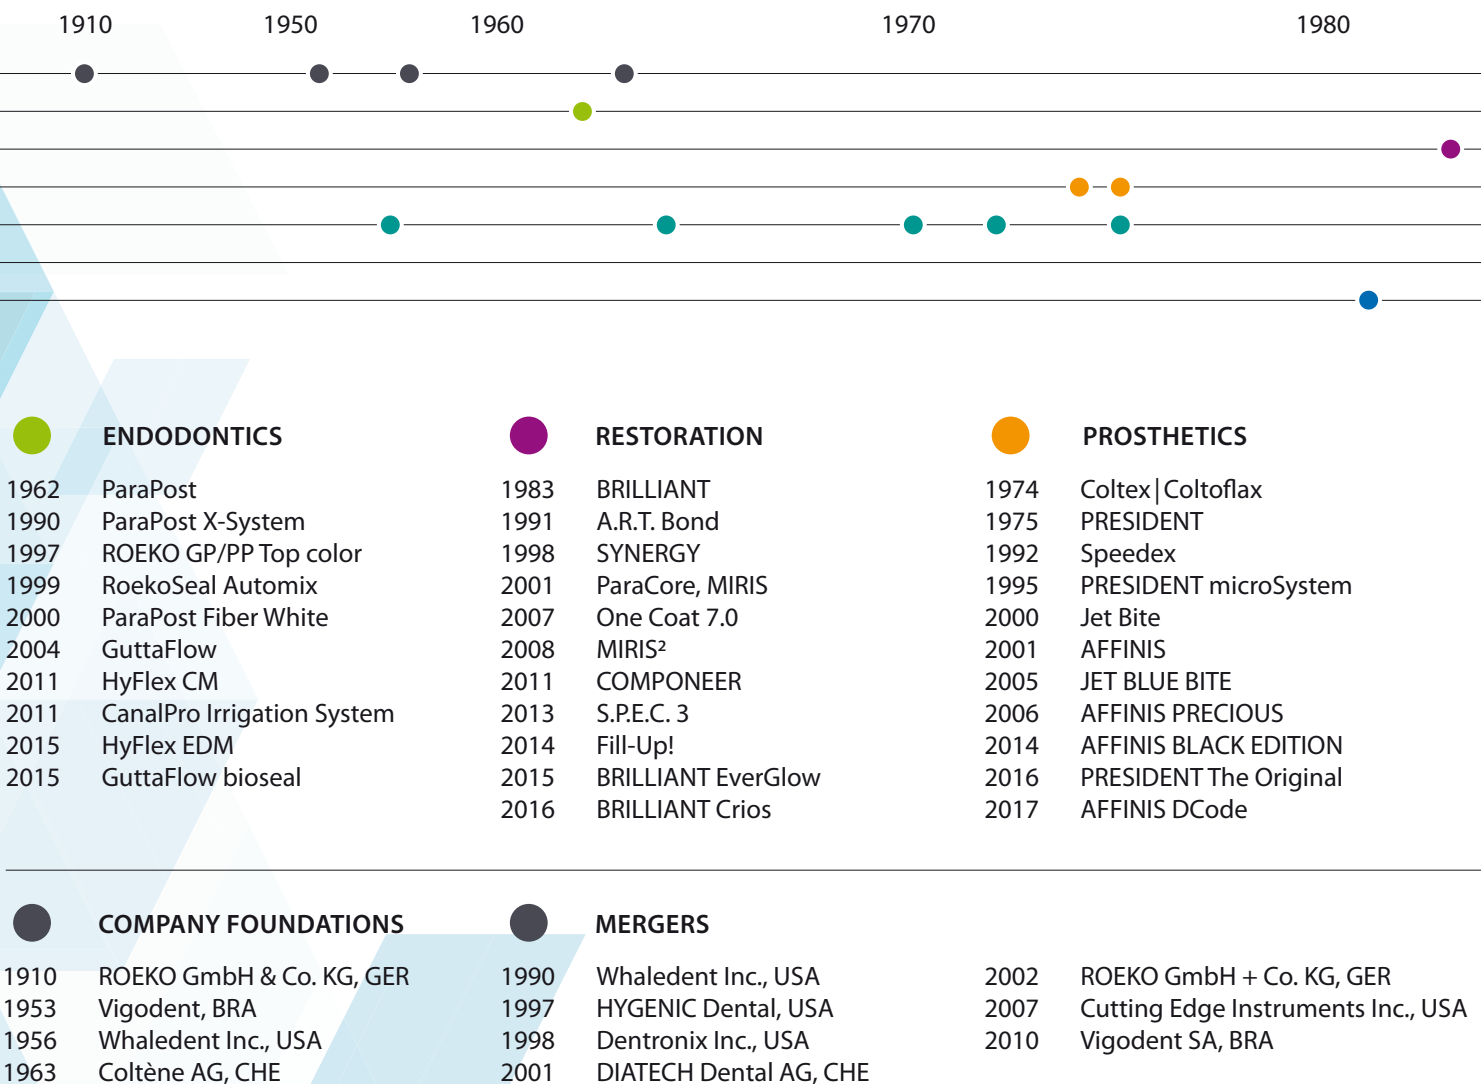 1910 1950 1960 1970 1980
ENDODONTICS
1962 ParaPost
1990 ParaPost X-System
1997 ROEKO GP/PP Top color
1999 RoekoSeal Automix
2000 ParaPost Fiber White
2004 GuttaFlow
2011 HyFlex CM
2011 CanalPro Irrigation System
2015 HyFlex EDM
2015 GuttaFlow bioseal
RESTORATION
1983 BRILLIANT
1991 A.R.T. Bond
1998 SYNERGY
2001 ParaCore, MIRIS
2007 One Coat 7.0
2008 MIRIS²
2011 COMPONEER
2013 S.P.E.C. 3
2014 Fill-Up!
2015 BRILLIANT EverGlow
2016 BRILLIANT Crios
PROSTHETICS
1974 Coltex|Coltoflax
1975 PRESIDENT
1992 Speedex
1995 PRESIDENT microSystem
2000 Jet Bite
2001 AFFINIS
2005 JET BLUE BITE
2006 AFFINIS PRECIOUS
2014 AFFINIS BLACK EDITION
2016 PRESIDENT The Original
2017 AFFINIS DCode
COMPANY FOUNDATIONS
1910 ROEKO GmbH & Co. KG, GER
1953 Vigodent, BRA
1956 Whaledent Inc., USA
1963 Coltène AG, CHE
MERGERS
1990 Whaledent Inc., USA
1997 HYGENIC Dental, USA
1998 Dentronix Inc., USA
2001 DIATECH Dental AG, CHE
2002 ROEKO GmbH + Co. KG, GER
2007 Cutting Edge Instruments Inc., USA
2010 Vigodent SA, BRA